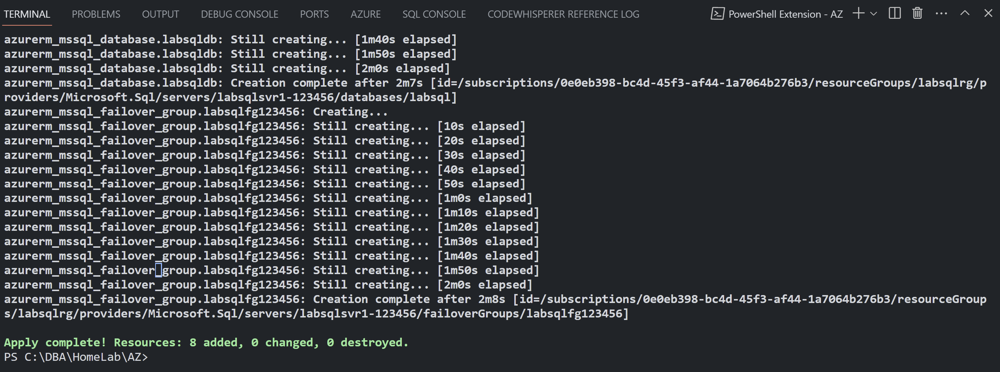 TERMINAL PROBLEMS OUTPUT DEBUG CONSOLE PORTS AZURE SQL CONSOLE CODEWHISPERER REFERENCE LOG PowerShell Extension - AZ
azurerm_mssql_database.labsqldb: Still creating... [1m40s elapsed]
azurerm_mssql_database.labsqldb: Still creating... [1m50s elapsed]
azurerm_mssql_database.labsqldb: Still creating... [2m0s elapsed]
azurerm_mssql_database.labsqldb: Creation complete after 2m7s [id=/subscriptions/0e0eb398-bc4d-45f3-af44-1a7064b276b3/resourceGroups/labsqlrg/p
roviders/Microsoft.Sql/servers/labsqlsvr1-123456/databases/labsql]
azurerm_mssql_failover_group.labsqlfg123456: Creating...
azurerm_mssql_failover_group.labsqlfg123456: Still creating... [10s elapsed]
azurerm_mssql_failover_group.labsqlfg123456: Still creating... [20s elapsed]
azurerm_mssql_failover_group.labsqlfg123456: Still creating... [30s elapsed]
azurerm_mssql_failover_group.labsqlfg123456: Still creating... [40s elapsed]
azurerm_mssql_failover_group.labsqlfg123456: Still creating... [50s elapsed]
azurerm_mssql_failover_group.labsqlfg123456: Still creating... [1m0s elapsed]
azurerm_mssql_failover_group.labsqlfg123456: Still creating... [1m10s elapsed]
azurerm_mssql_failover_group.labsqlfg123456: Still creating... [1m20s elapsed]
azurerm_mssql_failover_group.labsqlfg123456: Still creating... [1m30s elapsed]
azurerm_mssql_failover_group.labsqlfg123456: Still creating... [1m40s elapsed]
azurerm_mssql_failover_group.labsqlfg123456: Still creating... [1m50s elapsed]
azurerm_mssql_failover_group.labsqlfg123456: Still creating... [2m0s elapsed]
azurerm_mssql_failover_group.labsqlfg123456: Creation complete after 2m8s [id=/subscriptions/0e0eb398-bc4d-45f3-af44-1a7064b276b3/resourceGroup
s/labsqlrg/providers/Microsoft.Sql/servers/labsqlsvr1-123456/failoverGroups/labsqlfg123456]
Apply complete! Resources: 8 added, 0 changed, 0 destroyed.
PS C:\DBA\HomeLab\AZ>